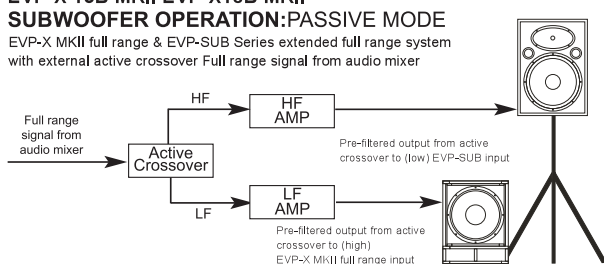 SUBWOOFER OPERATION:PASSIVE MODE
EVP-X MKII full range & EVP-SUB Series extended full range system
with external active crossover Full range signal from audio mixer
HF
HF
AMP
Full range
signal from
audio mixer
Pre-filtered output from active
crossover to (low) EVP-SUB input
Active
Crossover
LF
AMP
LF
Pre-filtered output from active
crossover to (high)
EVP-X MKII full range input